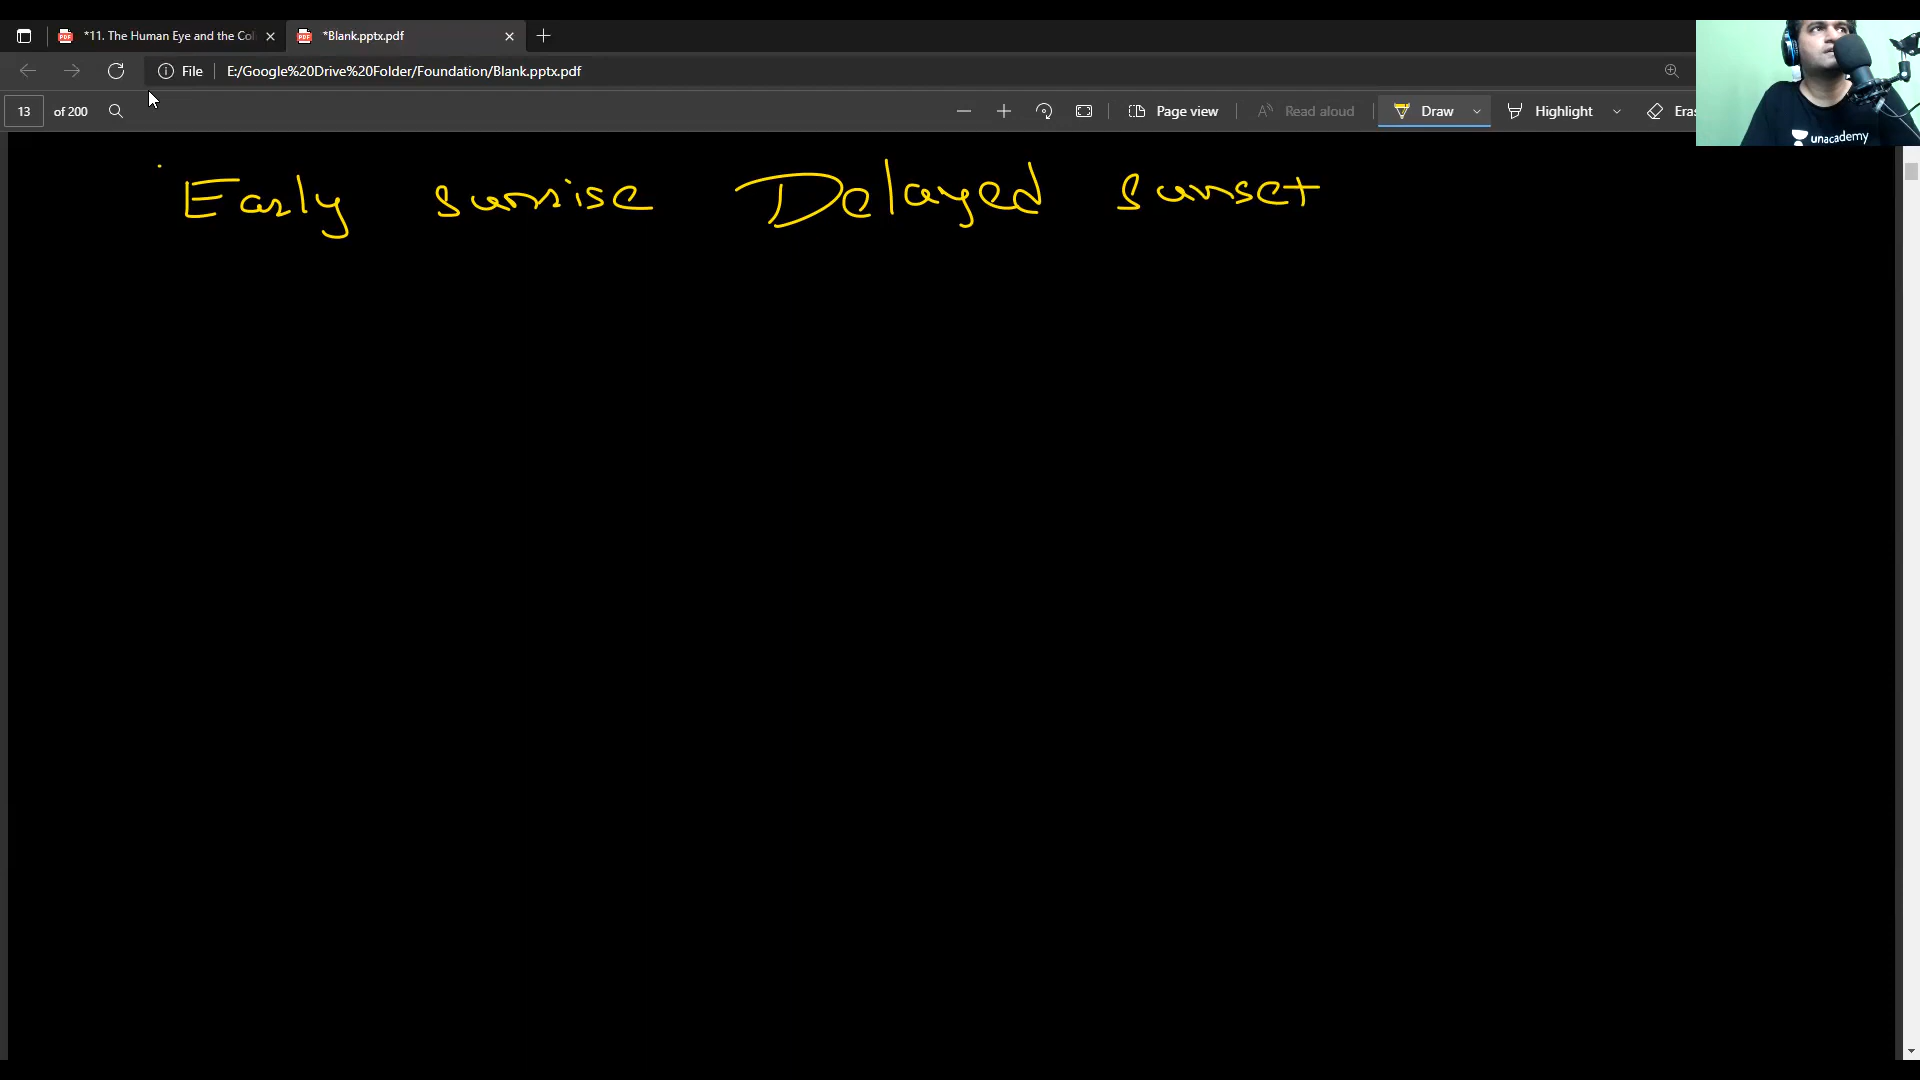 *11. The Human Eye and the Col
*Blank.pptx.pdf
File E:/Google%20Drive%20Folder/Foundation/Blank.pptx.pdf
13 of 200 Page view Read aloud Draw Highlight Eras
unacademy
Early sunrise Delayed sunset